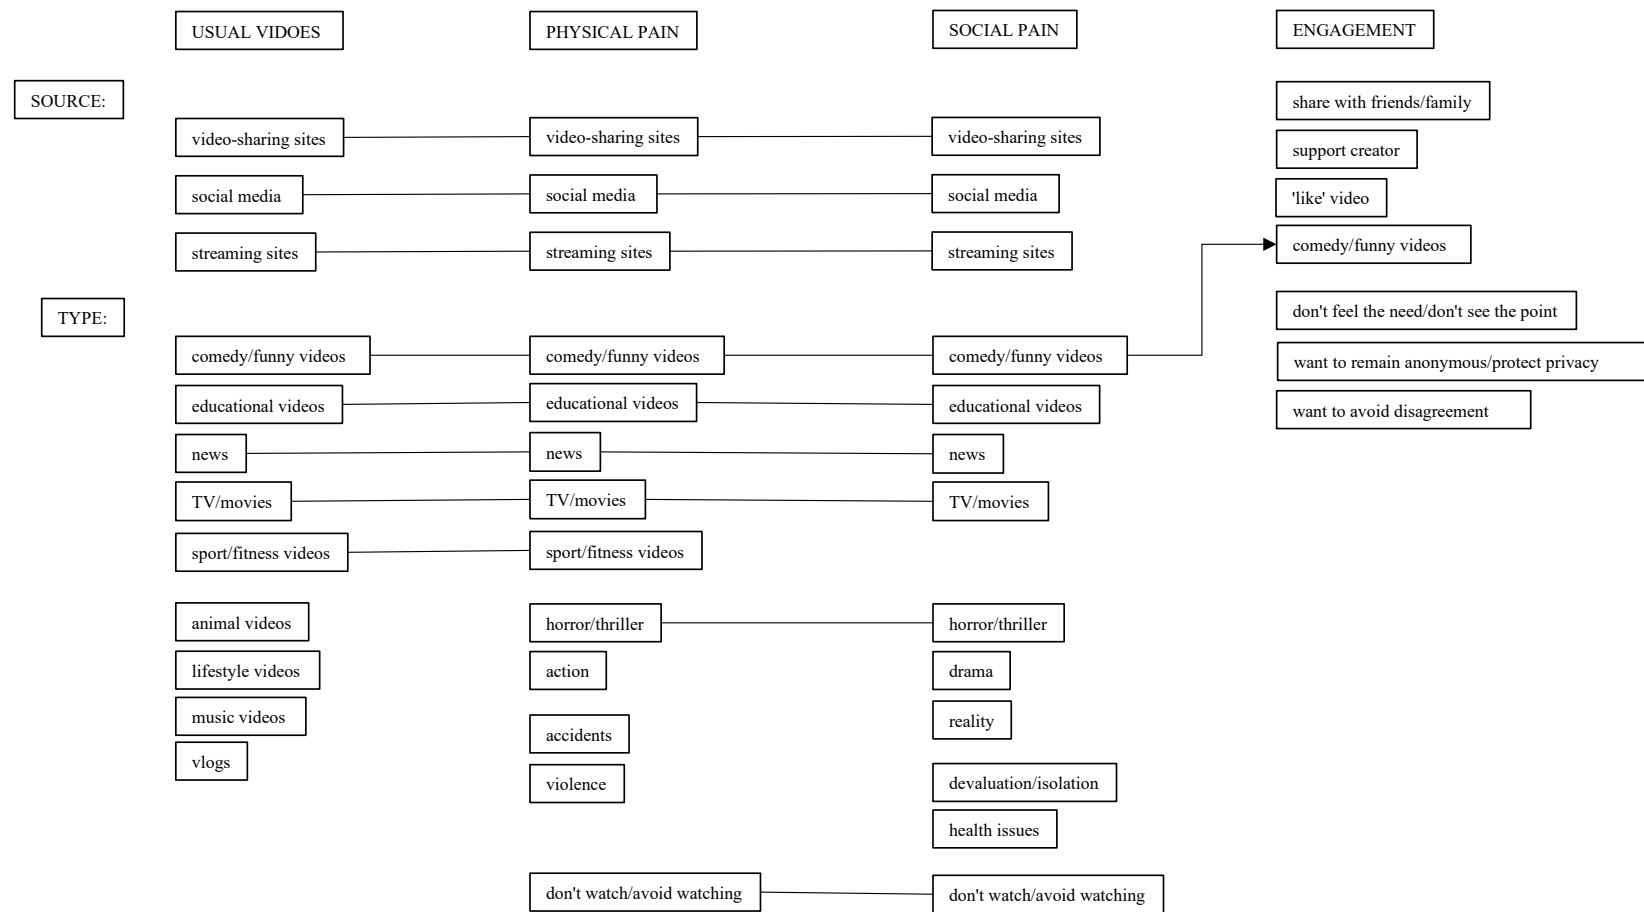 USUAL VIDOES
PHYSICAL PAIN
SOCIAL PAIN
ENGAGEMENT
SOURCE:
share with friends/family
video-sharing sites
video-sharing sites
video-sharing sites
support creator
social media
social media
social media
'like' video
streaming sites
streaming sites
streaming sites
comedy/funny videos
TYPE:
don't feel the need/don't see the point
comedy/funny videos
comedy/funny videos
comedy/funny videos
want to remain anonymous/protect privacy
educational videos
educational videos
educational videos
want to avoid disagreement
news
news
news
TV/movies
TV/movies
TV/movies
sport/fitness videos
sport/fitness videos
animal videos
horror/thriller
horror/thriller
lifestyle videos
action
drama
music videos
accidents
reality
vlogs
violence
devaluation/isolation
health issues
don't watch/avoid watching
don't watch/avoid watching